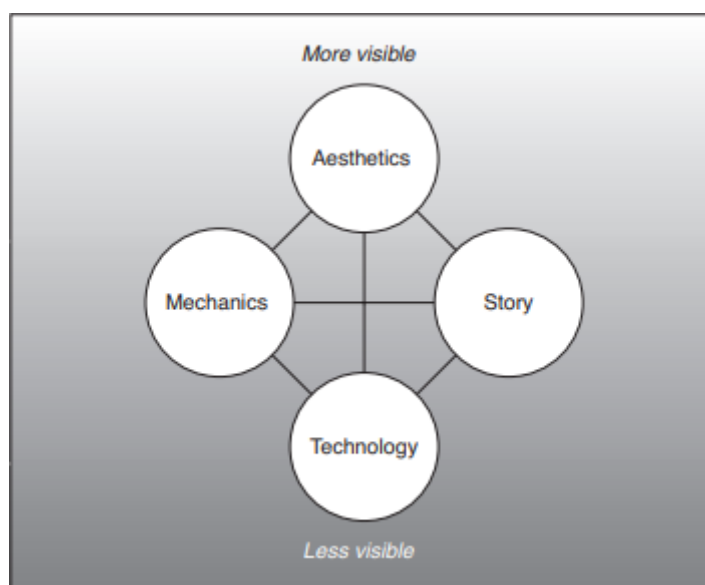 More visible
Aesthetics
Mechanics
Story
Technology
Less visible